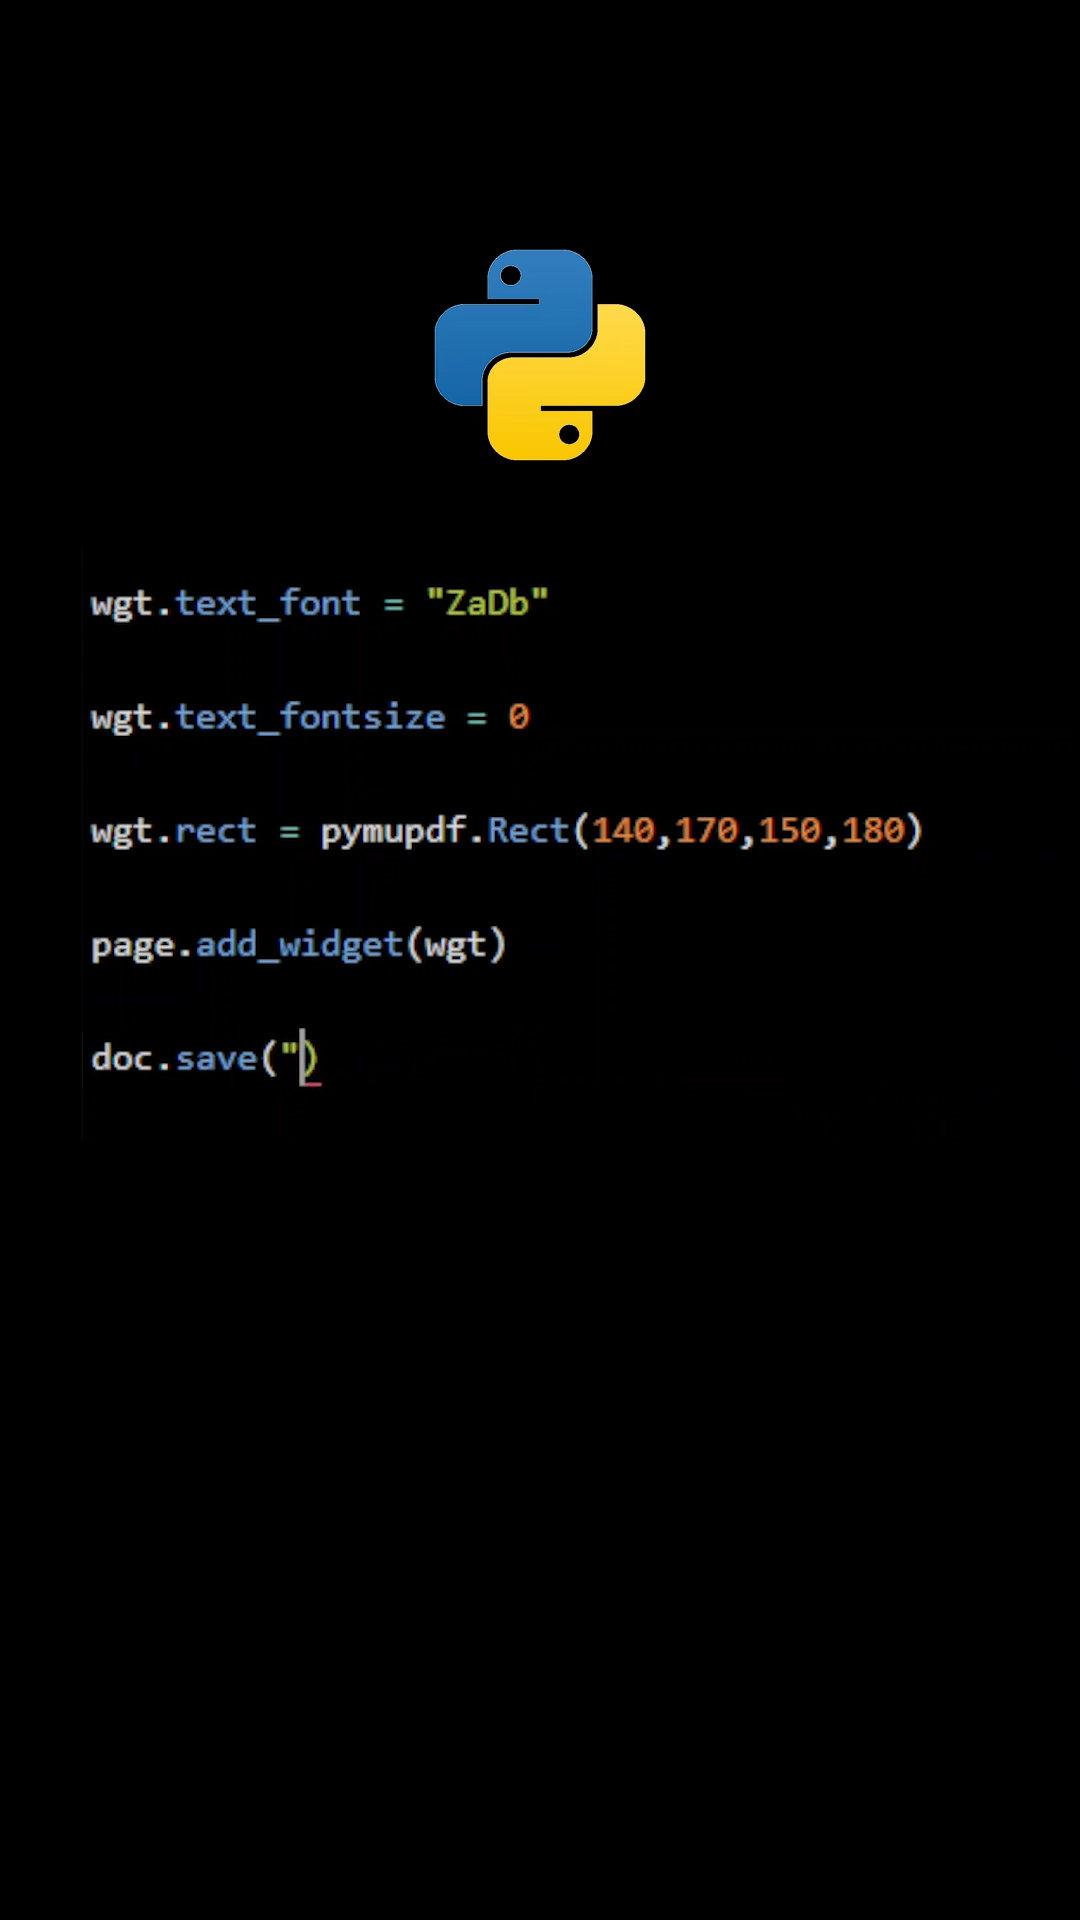 wgt.text_font = "ZaDb"
wgt.text_fontsize = 0
wgt.rect = pymupdf.Rect(140,170,150,180)
page.add_widget(wgt)
doc.save(")